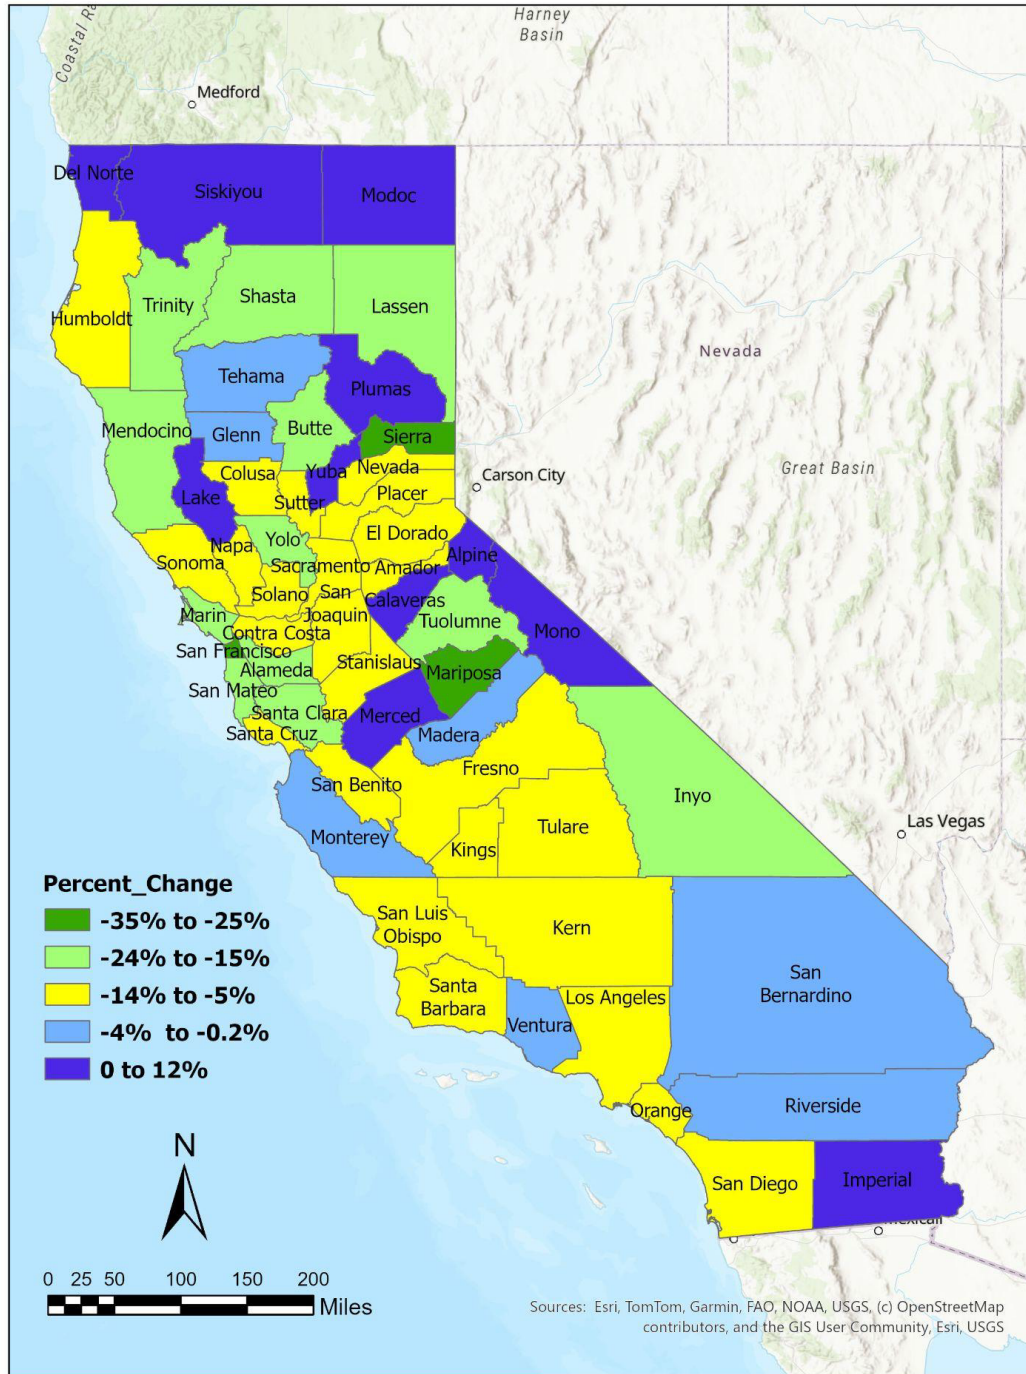 Harney
Basin
Coastal Ra
Medford
Del Norte
Siskiyou
Modoc
Humboldt
Trinity
Shasta
Lassen
Nevada
Tehama
Plumas
Mendocino
Glenn
Butte
Sierra
Colusa
Yuba
Nevada
Carson City
Great Basin
Lake
Sutter
Placer
Yolo
El Dorado
Napa
Sonoma
Sacramento
Amador
Alpine
Solano
San
Joaquin
Calaveras
Marin
Tuolumne
Mono
Contra Costa
San Francisco
Alameda
Stanislaus
Mariposa
San Mateo
Santa Clara
Merced
Santa Cruz
Madera
Fresno
San Benito
Inyo
Las Vegas
Monterey
Kings
Tulare
Percent_Change
-35% to -25%
-24% to -15%
-14% to -5%
-4% to -0.2%
0 to 12%
San Luis
Obispo
Kern
San
Bernardino
Santa
Barbara
Los Angeles
Ventura
Orange
Riverside
San Diego
Imperial
N
0 25 50 100 150 200
Miles
Sources: Esri, TomTom, Garmin, FAO, NOAA, USGS, (c) OpenStreetMap
contributors, and the GIS User Community, Esri, USGS